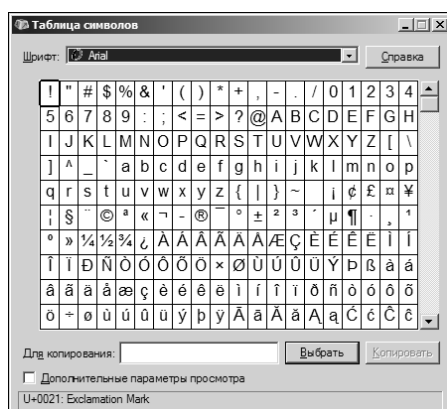 Таблица символов
Шрифт: Arial Справка
! " # $ % & ' ( ) * + , - . / 0 1 2 3 4
5 6 7 8 9 : ; < = > ? @ A B C D E F G H
I J K L M N O P Q R S T U V W X Y Z [ \
] ^ _ ` a b c d e f g h i j k l m n o p
q r s t u v w x y z { | } ~ ¡ ¢ £ ¤ ¥
¦ § ¨ © ª « ¬ - ® ¯ ° ± ² ³ ´ µ ¶ · ¸ ¹
º » ¼ ½ ¾ ¿ À Á Â Ã Ä Å Æ Ç È É Ê Ë Ì Í
Î Ï Ð Ñ Ò Ó Ô Õ Ö × Ø Ù Ú Û Ü Ý Þ ß à á
â ã ä å æ ç è é ê ë ì í î ï ð ñ ò ó ô õ
ö ÷ ø ù ú û ü ý þ ÿ Ā ā Ă ă Ą ą Ć ć Ĉ ĉ
Для копирования: Выбрать Копировать
Дополнительные параметры просмотра
U+0021: Exclamation Mark